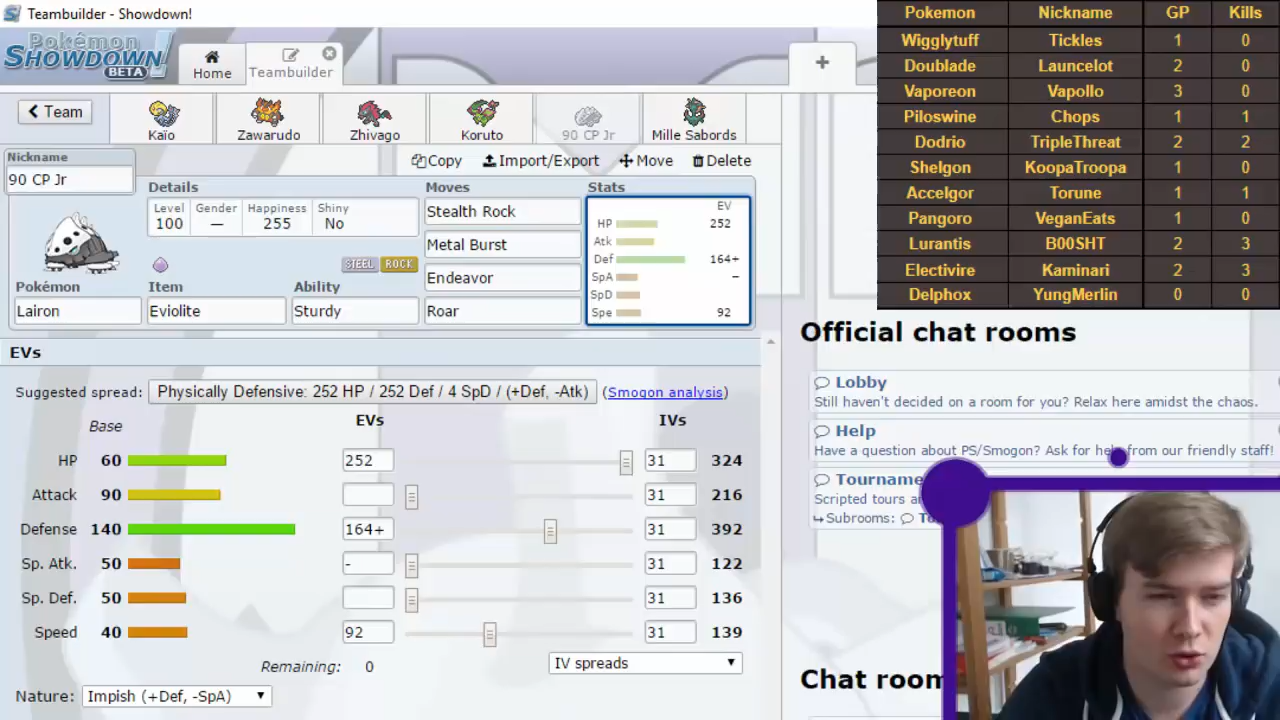 Teambuilder - Showdown!
Pokémon
SHOWDOWN!
BETA
Home
Teambuilder
+
< Team
Kaïo
Zawarudo
Zhivago
Koruto
90 CP Jr
Mille Sabords
Nickname
90 CP Jr
Copy
Import/Export
Move
Delete
Details
Level Gender Happiness Shiny
100 — 255 No
STEEL ROCK
Pokémon
Lairon
Item
Eviolite
Ability
Sturdy
Moves
Stealth Rock
Metal Burst
Endeavor
Roar
Stats
EV
HP 252
Atk
Def 164+
SpA –
SpD
Spe 92
EVs
Suggested spread: Physically Defensive: 252 HP / 252 Def / 4 SpD / (+Def, -Atk) (Smogon analysis)
Base EVs IVs
HP 60 252 31 324
Attack 90 31 216
Defense 140 164+ 31 392
Sp. Atk. 50 - 31 122
Sp. Def. 50 31 136
Speed 40 92 31 139
Remaining: 0
IV spreads
Nature: Impish (+Def, -SpA)
Pokemon Nickname GP Kills
Wigglytuff Tickles 1 0
Doublade Launcelot 2 0
Vaporeon Vapollo 3 0
Piloswine Chops 1 1
Dodrio TripleThreat 2 2
Shelgon KoopaTroopa 1 0
Accelgor Torune 1 1
Pangoro VeganEats 1 0
Lurantis B00SHT 2 3
Electivire Kaminari 2 3
Delphox YungMerlin 0 0
Official chat rooms
Lobby
Still haven't decided on a room for you? Relax here amidst the chaos.
Help
Have a question about PS/Smogon? Ask for help from our friendly staff!
Tourname
Scripted tours a
Subrooms:
Chat room